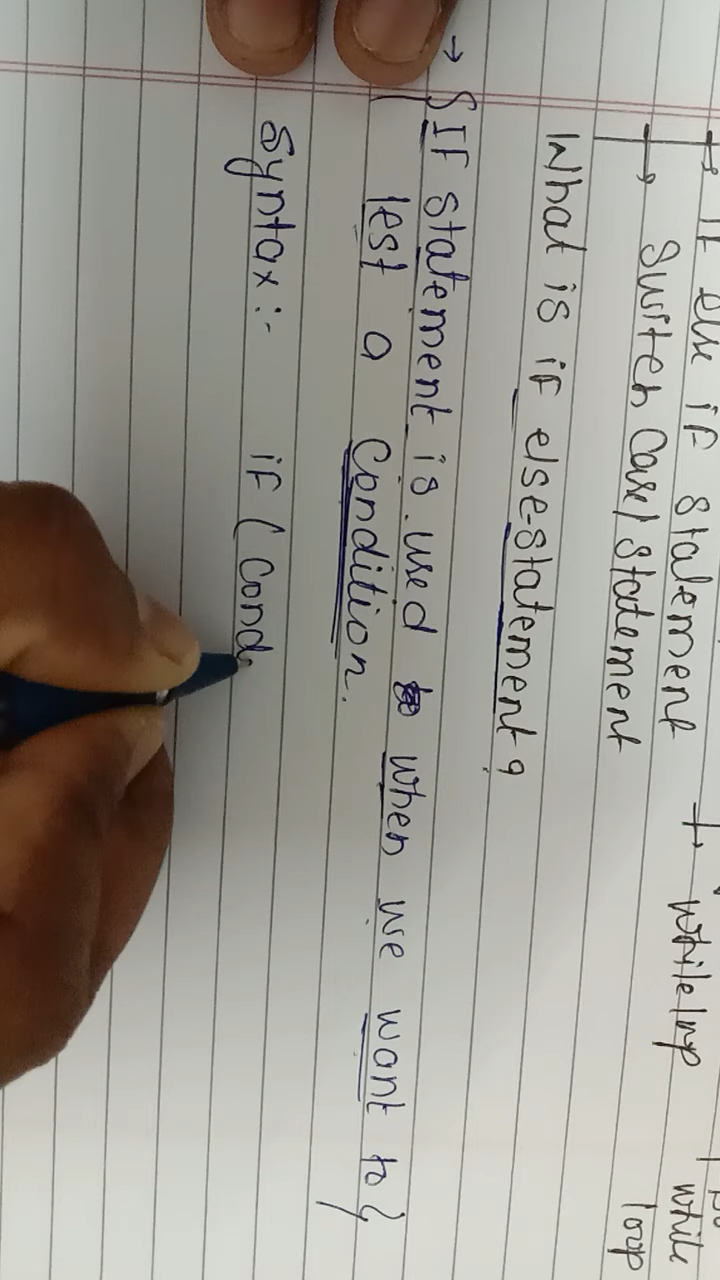 → IF else iF statement
→ Switch Case/Statement
→ while loop
while
loop
What is iF else-statement?
→ {IF statement is used when we want to}
test a Condition.
Syntax :- iF ( Cond